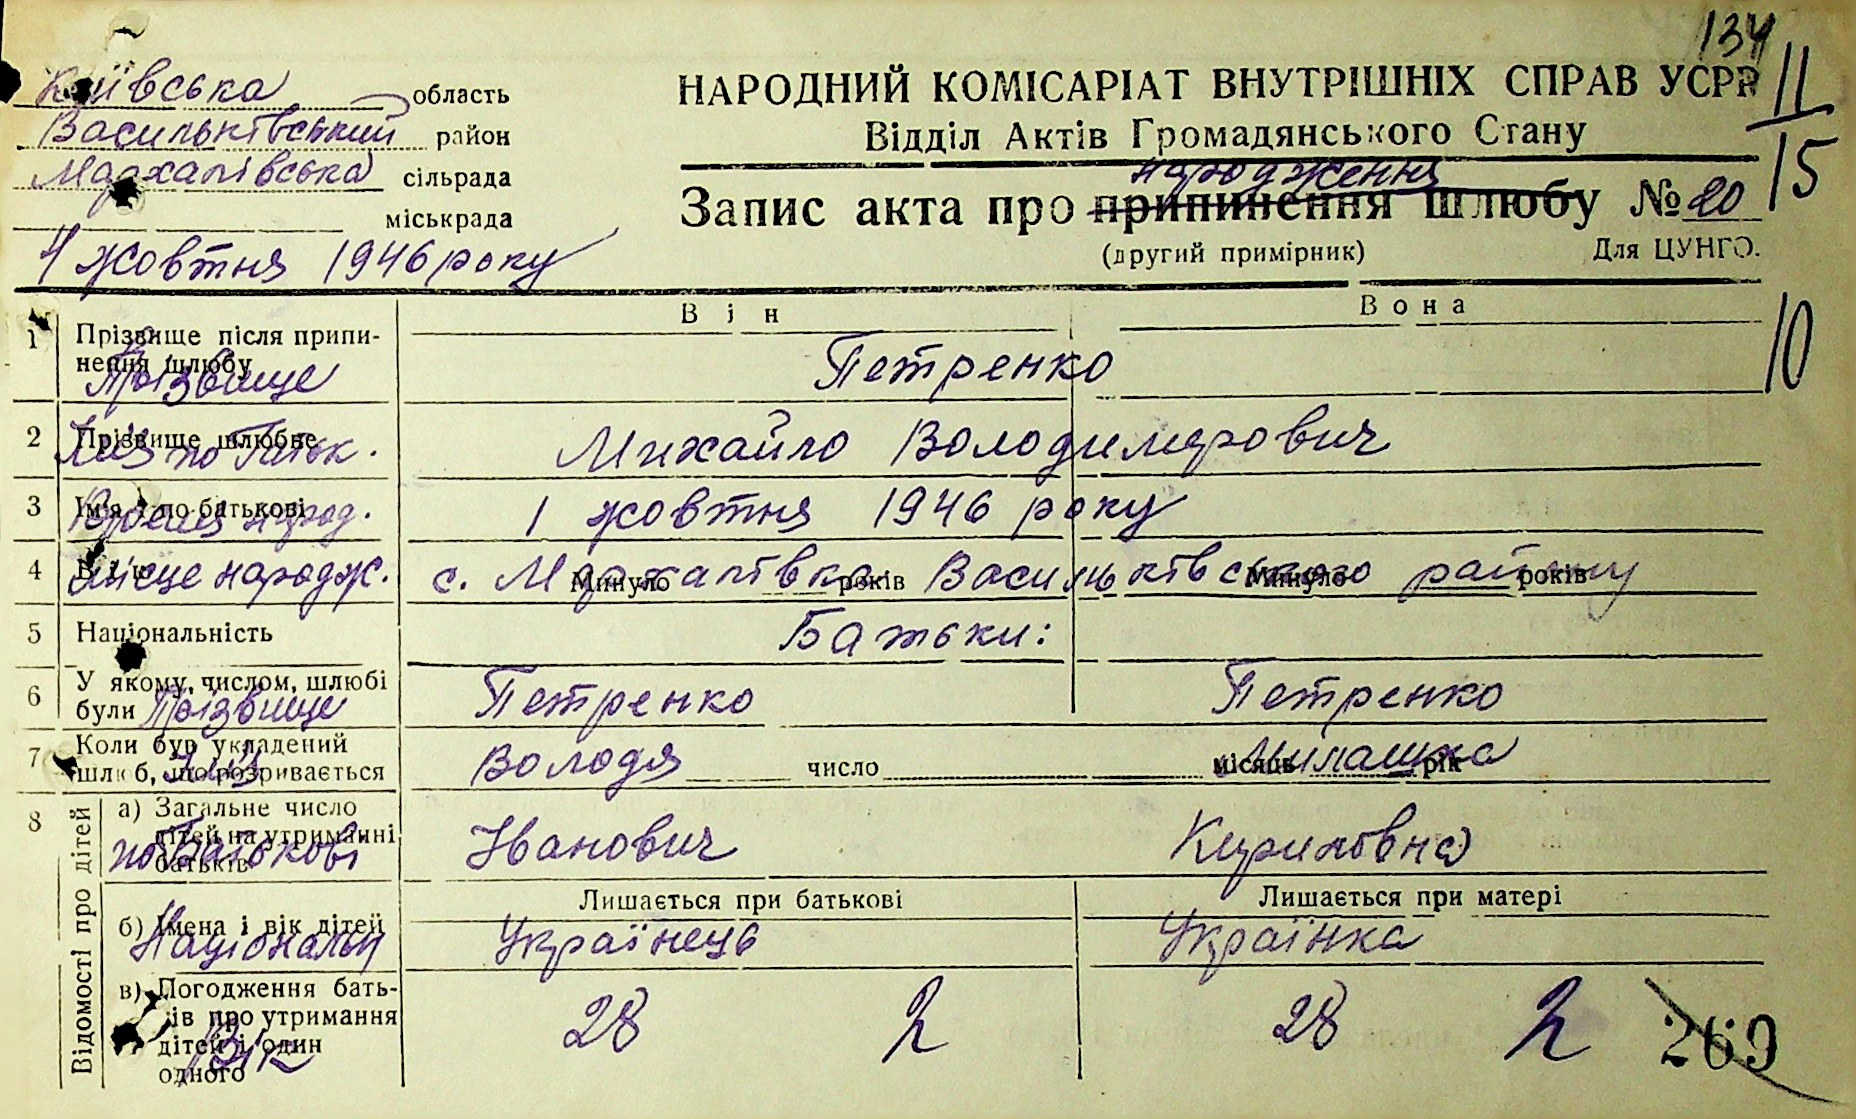 134
Київська область
Васильківський район
Мархалівська сільрада
міськрада
4 жовтня 1946 року
НАРОДНИЙ КОМІСАРІАТ ВНУТРІШНІХ СПРАВ УСРР
Відділ Актів Громадянського Стану
народження
Запис акта про припинення шлюбу № 20
(другий примірник) Для ЦУНГО.
11
15
10
Він Вона
1 Прізвище після припинення шлюбу
Прізвище Петренко
2 Прізвище шлюбне
Ім'я по Батьк. Михайло Володимирович
3 Ім'я і по батькові
Время народ. 1 жовтня 1946 року
4 Вік Минуло років Минуло років
Місце народж. с. Мархалівка Васильківського району
5 Національність Батьки:
6 У якому, числом, шлюбі були
Прізвище Петренко Петренко
7 Коли був укладений шлюб, що розривається число місяць рік
Володя
8 Відомості про дітей
а) Загальне число дітей на утриманні батьків
по Батькові Іванович Кирилівна
Лишається при батькові Лишається при матері
б) Імена і вік дітей
Національн Українець Українка
в) Погодження батьків про утримання дітей і один одного
Вік 28 2 28 2
269